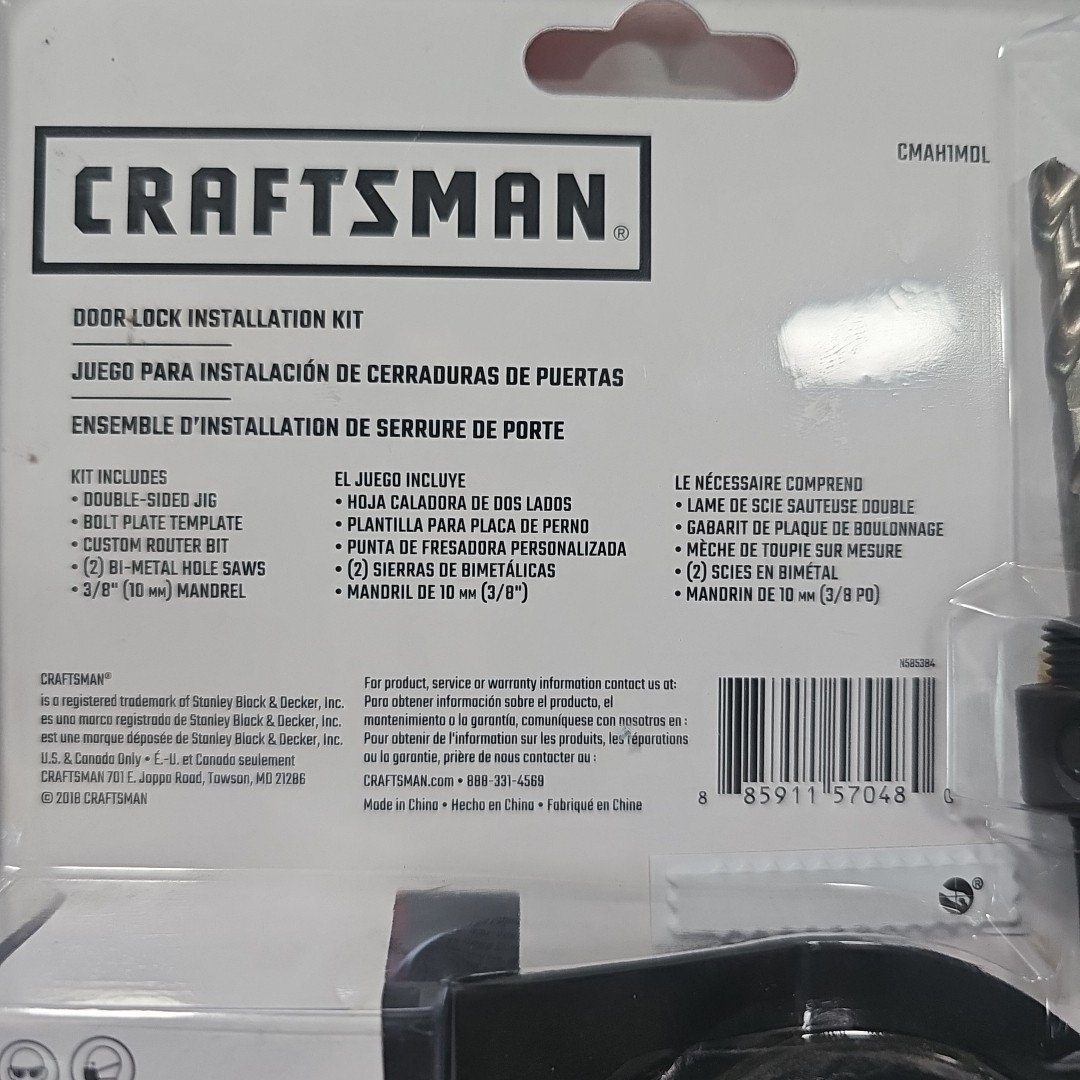 CMAH1MDL
CRAFTSMAN®
DOOR LOCK INSTALLATION KIT
JUEGO PARA INSTALACIÓN DE CERRADURAS DE PUERTAS
ENSEMBLE D'INSTALLATION DE SERRURE DE PORTE
KIT INCLUDES
• DOUBLE-SIDED JIG
• BOLT PLATE TEMPLATE
• CUSTOM ROUTER BIT
• (2) BI-METAL HOLE SAWS
• 3/8" (10 MM) MANDREL
EL JUEGO INCLUYE
• HOJA CALADORA DE DOS LADOS
• PLANTILLA PARA PLACA DE PERNO
• PUNTA DE FRESADORA PERSONALIZADA
• (2) SIERRAS DE BIMETÁLICAS
• MANDRIL DE 10 MM (3/8")
LE NÉCESSAIRE COMPREND
• LAME DE SCIE SAUTEUSE DOUBLE
• GABARIT DE PLAQUE DE BOULONNAGE
• MÈCHE DE TOUPIE SUR MESURE
• (2) SCIES EN BIMÉTAL
• MANDRIN DE 10 MM (3/8 PO)
CRAFTSMAN®
is a registered trademark of Stanley Black & Decker, Inc.
es una marca registrada de Stanley Black & Decker, Inc.
est une marque déposée de Stanley Black & Decker, Inc.
U.S. & Canada Only • É.-U. et Canada seulement
CRAFTSMAN 701 E. Joppa Road, Towson, MD 21286
© 2018 CRAFTSMAN
For product, service or warranty information contact us at:
Para obtener información sobre el producto, el
mantenimiento o la garantía, comuníquese con nosotros en :
Pour obtenir de l'information sur les produits, les réparations
ou la garantie, prière de nous contacter au :
CRAFTSMAN.com • 888-331-4569
Made in China • Hecho en China • Fabriqué en Chine
N585384
8 85911 57048 0
®